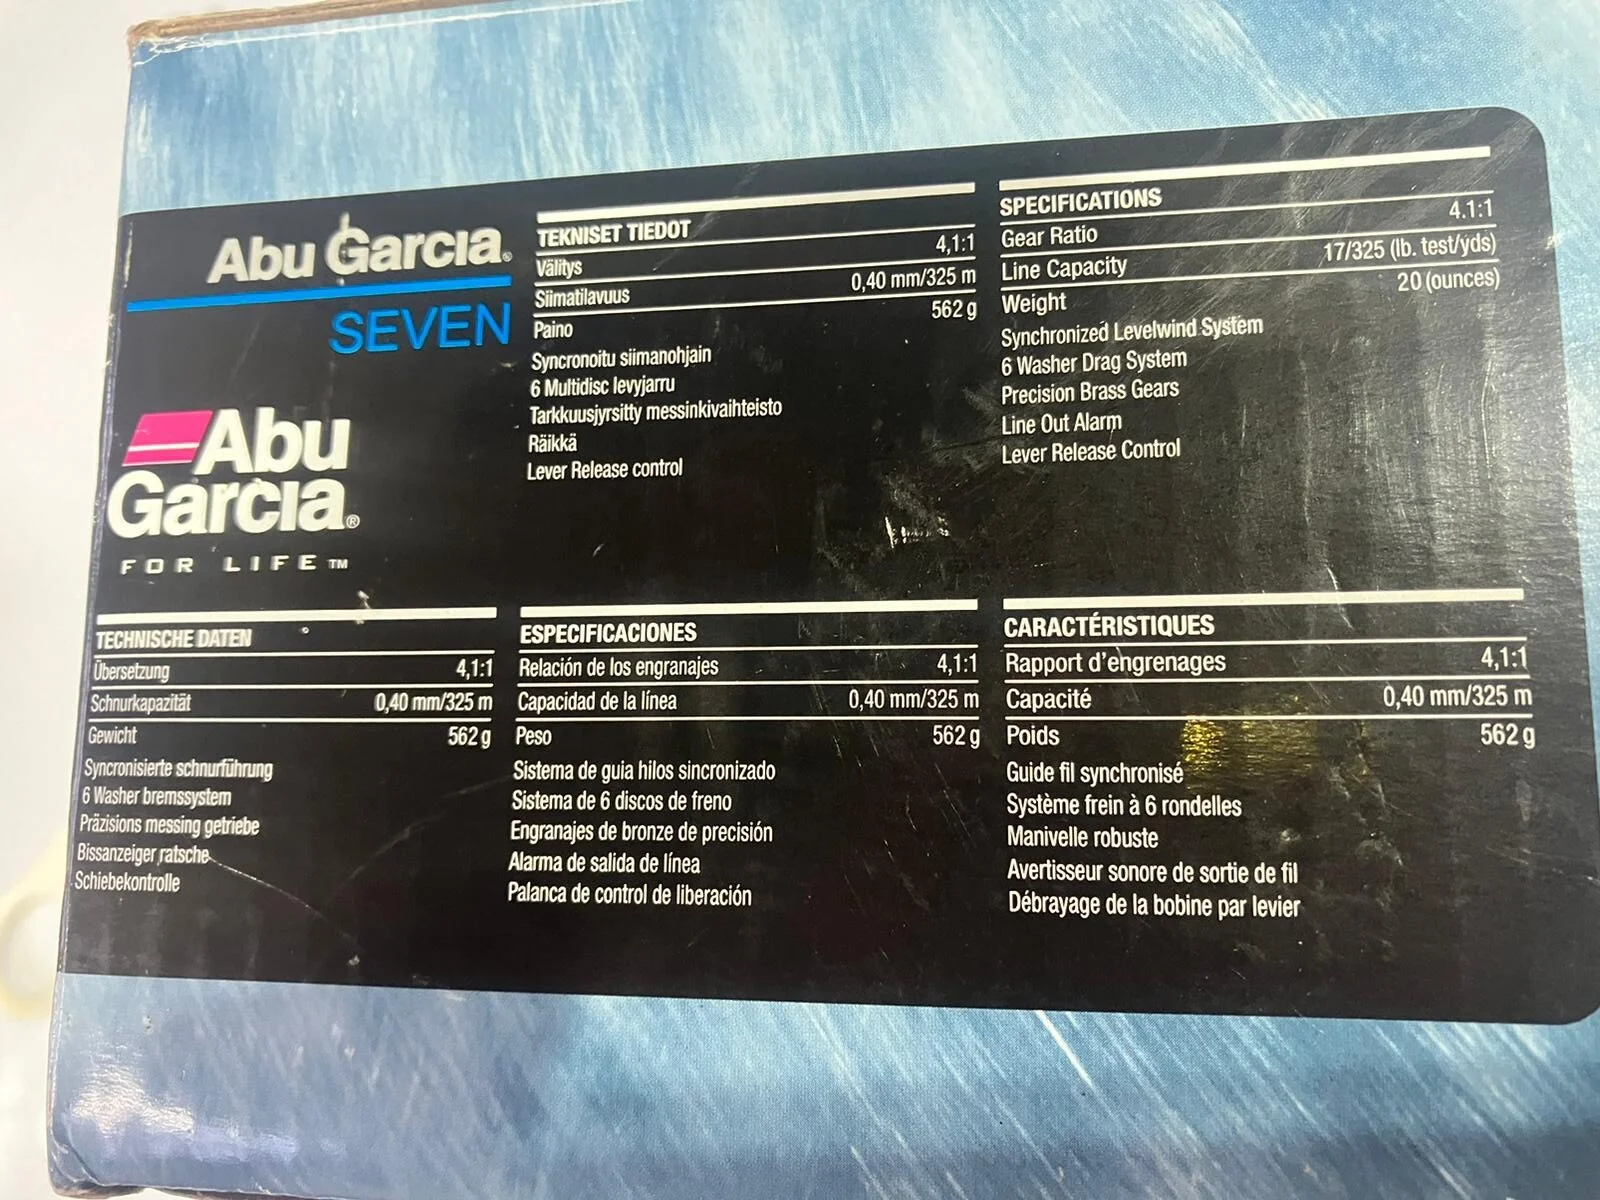 Abu Garcia®
SEVEN
Abu
Garcia®
FOR LIFE™
TEKNISET TIEDOT
Välitys 4,1:1
Siimatilavuus 0,40 mm/325 m
Paino 562 g
Syncronoitu siimanohjain
6 Multidisc levyjarru
Tarkkuusjyrsitty messinkivaihteisto
Räikkä
Lever Release control
SPECIFICATIONS
Gear Ratio 4.1:1
Line Capacity 17/325 (lb. test/yds)
Weight 20 (ounces)
Synchronized Levelwind System
6 Washer Drag System
Precision Brass Gears
Line Out Alarm
Lever Release Control
TECHNISCHE DATEN
Übersetzung 4,1:1
Schnurkapazität 0,40 mm/325 m
Gewicht 562 g
Syncronisierte schnurführung
6 Washer bremssystem
Präzisions messing getriebe
Bissanzeiger ratsche
Schiebekontrolle
ESPECIFICACIONES
Relación de los engranajes 4,1:1
Capacidad de la línea 0,40 mm/325 m
Peso 562 g
Sistema de guia hilos sincronizado
Sistema de 6 discos de freno
Engranajes de bronze de precisión
Alarma de salida de línea
Palanca de control de liberación
CARACTÉRISTIQUES
Rapport d'engrenages 4,1:1
Capacité 0,40 mm/325 m
Poids 562 g
Guide fil synchronisé
Système frein à 6 rondelles
Manivelle robuste
Avertisseur sonore de sortie de fil
Débrayage de la bobine par levier